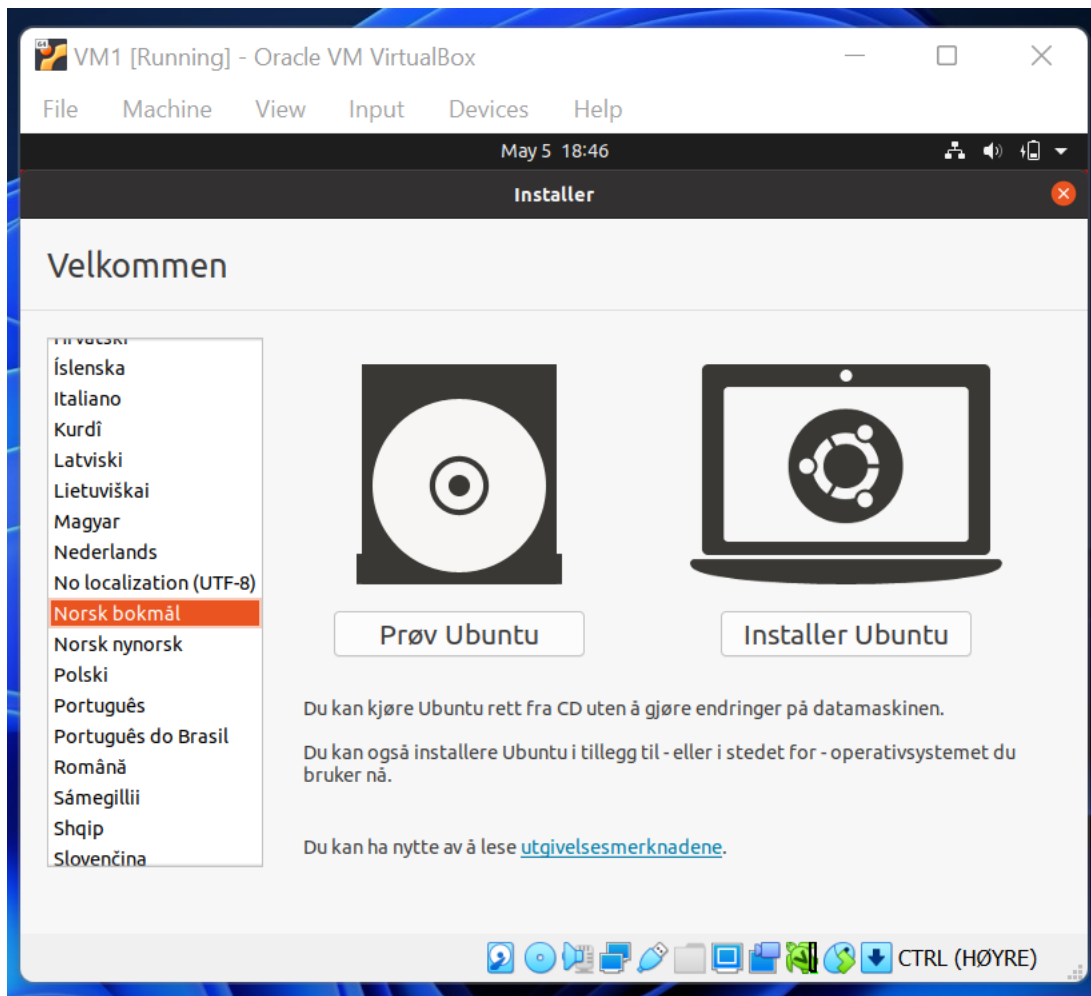 64
VM1 [Running] - Oracle VM VirtualBox
File Machine View Input Devices Help
May 5 18:46
Installer
Velkommen
Hrvatski
Íslenska
Italiano
Kurdî
Latviski
Lietuviškai
Magyar
Nederlands
No localization (UTF-8)
Norsk bokmål
Norsk nynorsk
Polski
Português
Português do Brasil
Română
Sámegillii
Shqip
Slovenčina
Prøv Ubuntu
Installer Ubuntu
Du kan kjøre Ubuntu rett fra CD uten å gjøre endringer på datamaskinen.
Du kan også installere Ubuntu i tillegg til - eller i stedet for - operativsystemet du
bruker nå.
Du kan ha nytte av å lese utgivelsesmerknadene.
CTRL (HØYRE)